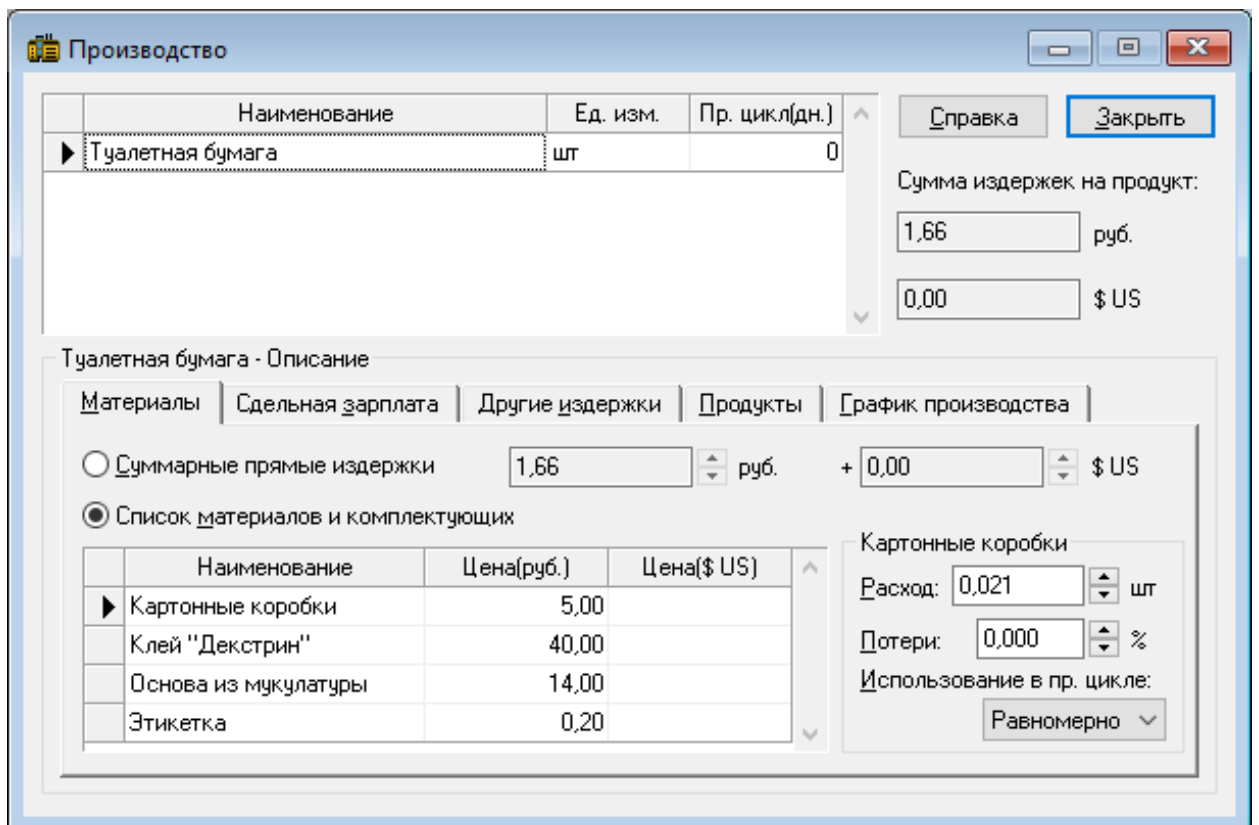 Производство
Наименование Ед. изм. Пр. цикл(дн.)
Туалетная бумага шт 0
Справка Закрыть
Сумма издержек на продукт:
1,66 руб.
0,00 $ US
Туалетная бумага - Описание
Материалы Сдельная зарплата Другие издержки Продукты График производства
Суммарные прямые издержки 1,66 руб. + 0,00 $ US
Список материалов и комплектующих
Наименование Цена(руб.) Цена($ US)
Картонные коробки 5,00
Клей "Декстрин" 40,00
Основа из мукулатуры 14,00
Этикетка 0,20
Картонные коробки
Расход: 0,021 шт
Потери: 0,000 %
Использование в пр. цикле:
Равномерно